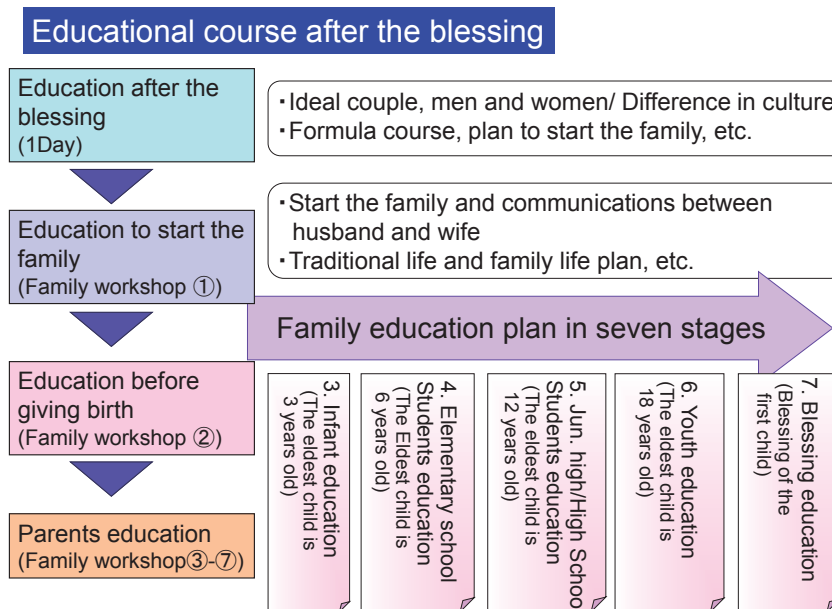 Educational course after the blessing
Education after the
blessing
(1Day)
・Ideal couple, men and women/ Difference in culture
・Formula course, plan to start the family, etc.
Education to start the
family
(Family workshop ①)
・Start the family and communications between
husband and wife
・Traditional life and family life plan, etc.
Family education plan in seven stages
Education before
giving birth
(Family workshop ②)
Parents education
(Family workshop③-⑦)
3. Infant education
(The eldest child is
3 years old)
4. Elementary school
Students education
(The Eldest child is
6 years old)
5. Jun. high/High Schoo
Students education
(The eldest child is
12 years old)
6. Youth education
(The eldest child is
18 years old)
7. Blessing education
(Blessing of the
first child)